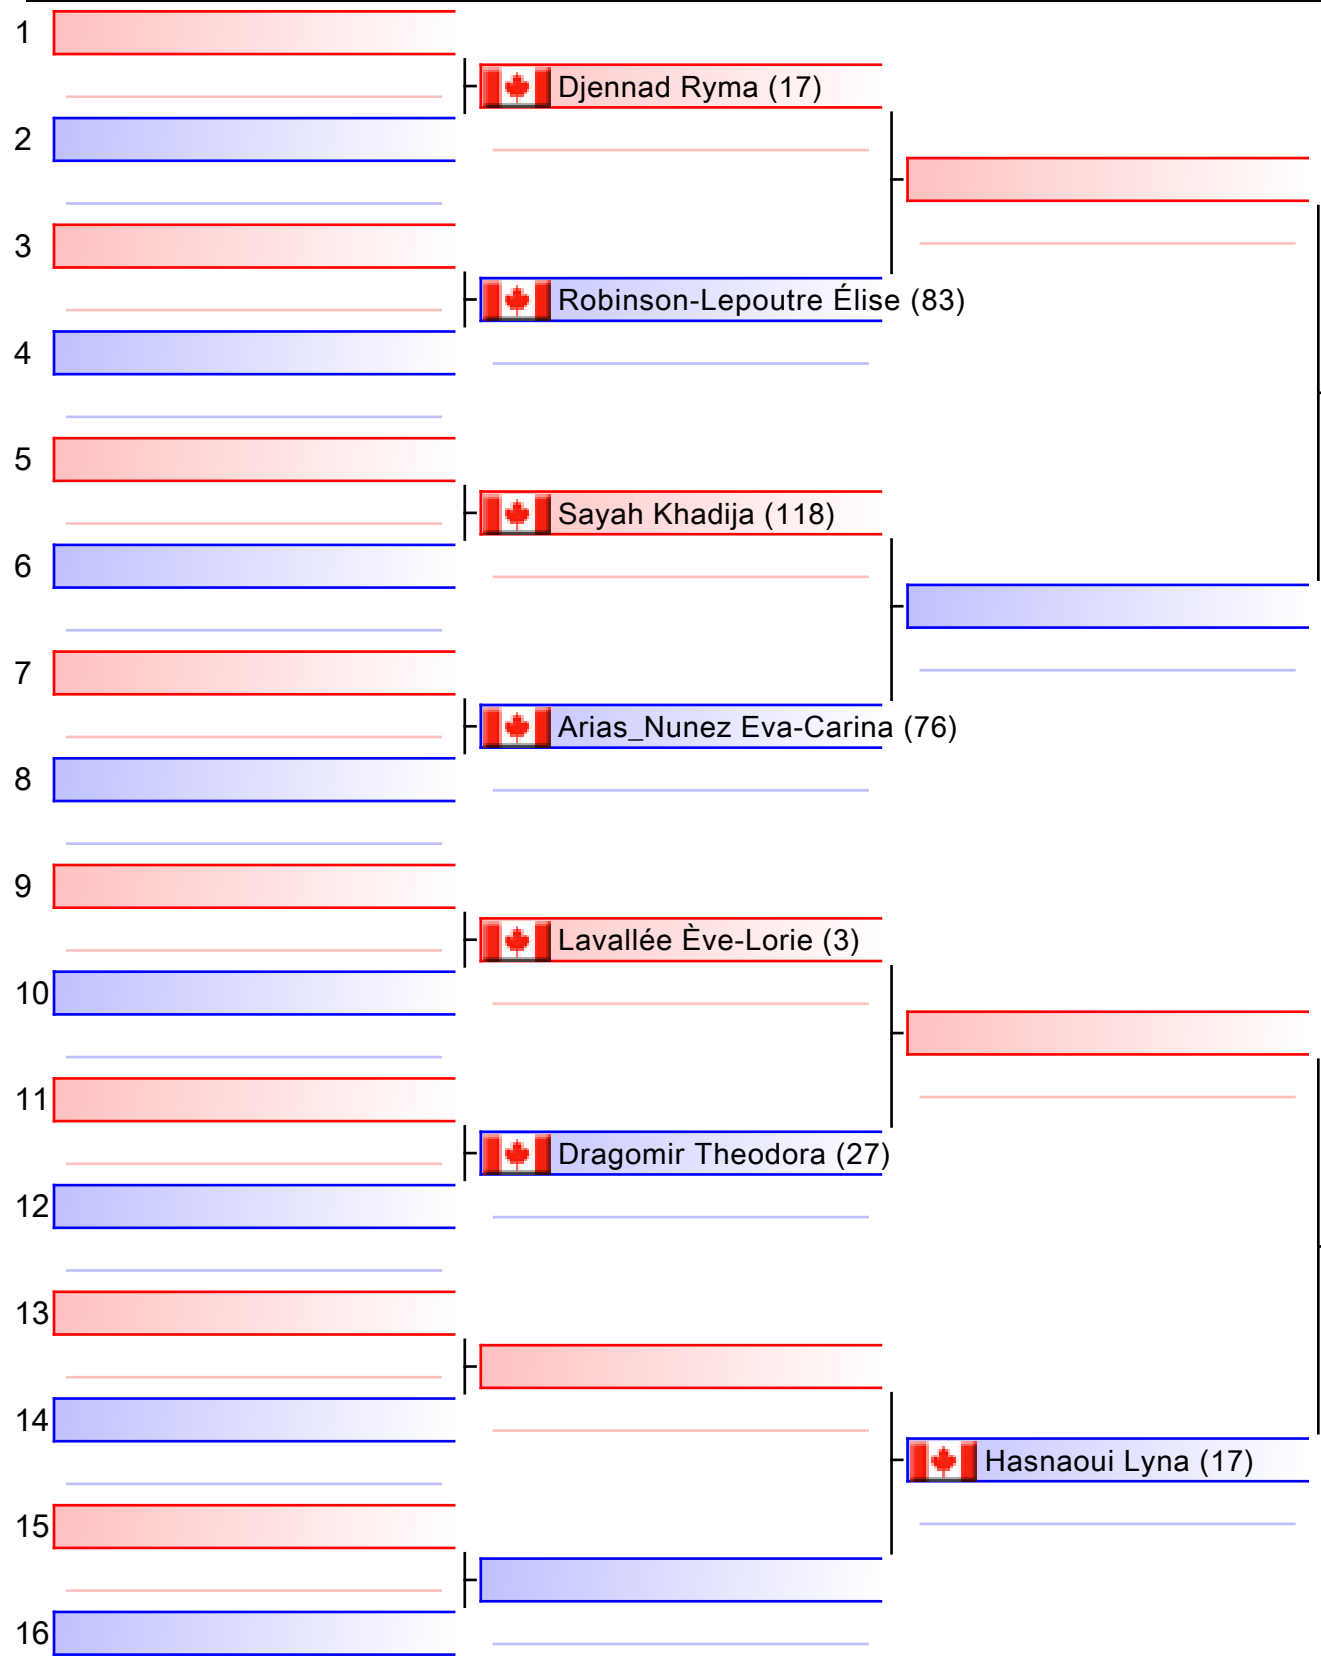 1
Djennad Ryma (17)
2
3
Robinson-Lepoutre Élise (83)
4
5
Sayah Khadija (118)
6
7
Arias_Nunez Eva-Carina (76)
8
9
Lavallée Ève-Lorie (3)
10
11
Dragomir Theodora (27)
12
13
14
Hasnaoui Lyna (17)
15
16